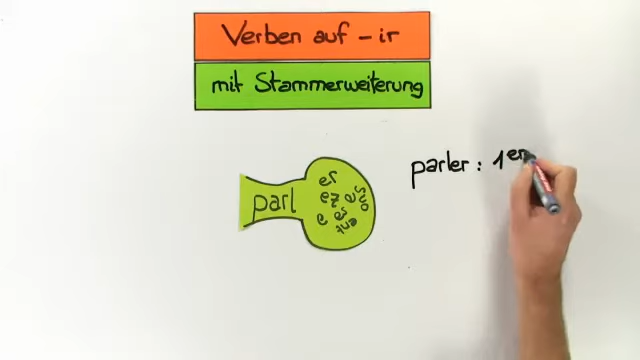 Verben auf - ir
mit Stammerweiterung
parl
er
ez e ons
e es ent
parler : 1er